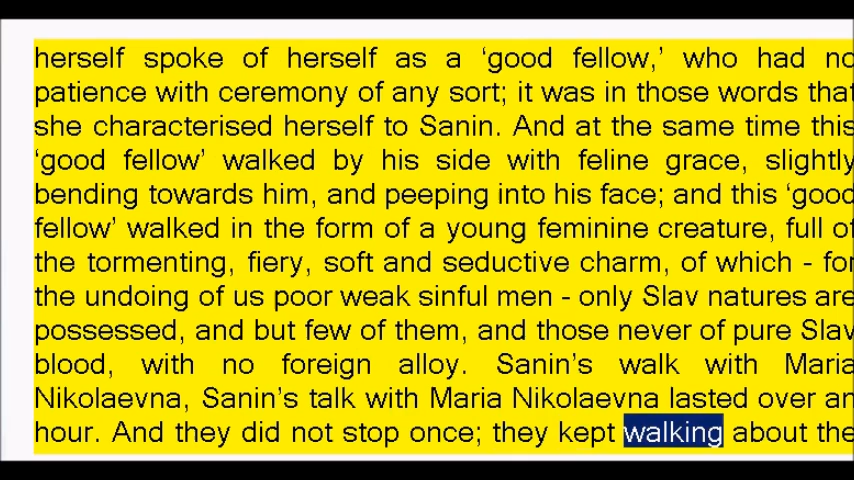 herself spoke of herself as a ‘good fellow,’ who had no
patience with ceremony of any sort; it was in those words that
she characterised herself to Sanin. And at the same time this
‘good fellow’ walked by his side with feline grace, slightly
bending towards him, and peeping into his face; and this ‘good
fellow’ walked in the form of a young feminine creature, full of
the tormenting, fiery, soft and seductive charm, of which - for
the undoing of us poor weak sinful men - only Slav natures are
possessed, and but few of them, and those never of pure Slav
blood, with no foreign alloy. Sanin’s walk with Maria
Nikolaevna, Sanin’s talk with Maria Nikolaevna lasted over an
hour. And they did not stop once; they kept walking about the